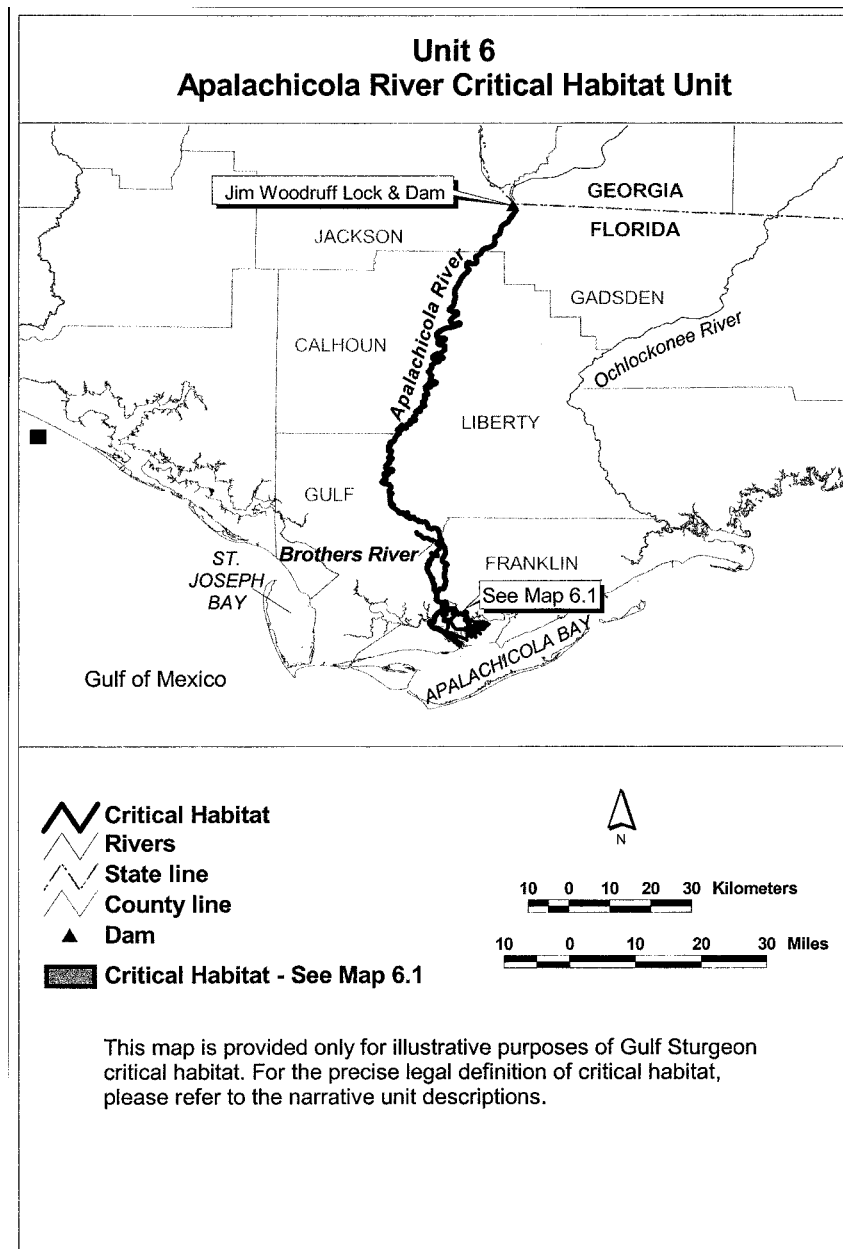 Unit 6
Apalachicola River Critical Habitat Unit
Jim Woodruff Lock & Dam
GEORGIA
FLORIDA
JACKSON
GADSDEN
Apalachicola River
CALHOUN
Ochlockonee River
LIBERTY
GULF
Brothers River
FRANKLIN
ST.
JOSEPH
BAY
See Map 6.1
APALACHICOLA BAY
Gulf of Mexico
Critical Habitat
Rivers
State line
County line
Dam
Critical Habitat - See Map 6.1
N
10 0 10 20 30 Kilometers
10 0 10 20 30 Miles
This map is provided only for illustrative purposes of Gulf Sturgeon
critical habitat. For the precise legal definition of critical habitat,
please refer to the narrative unit descriptions.